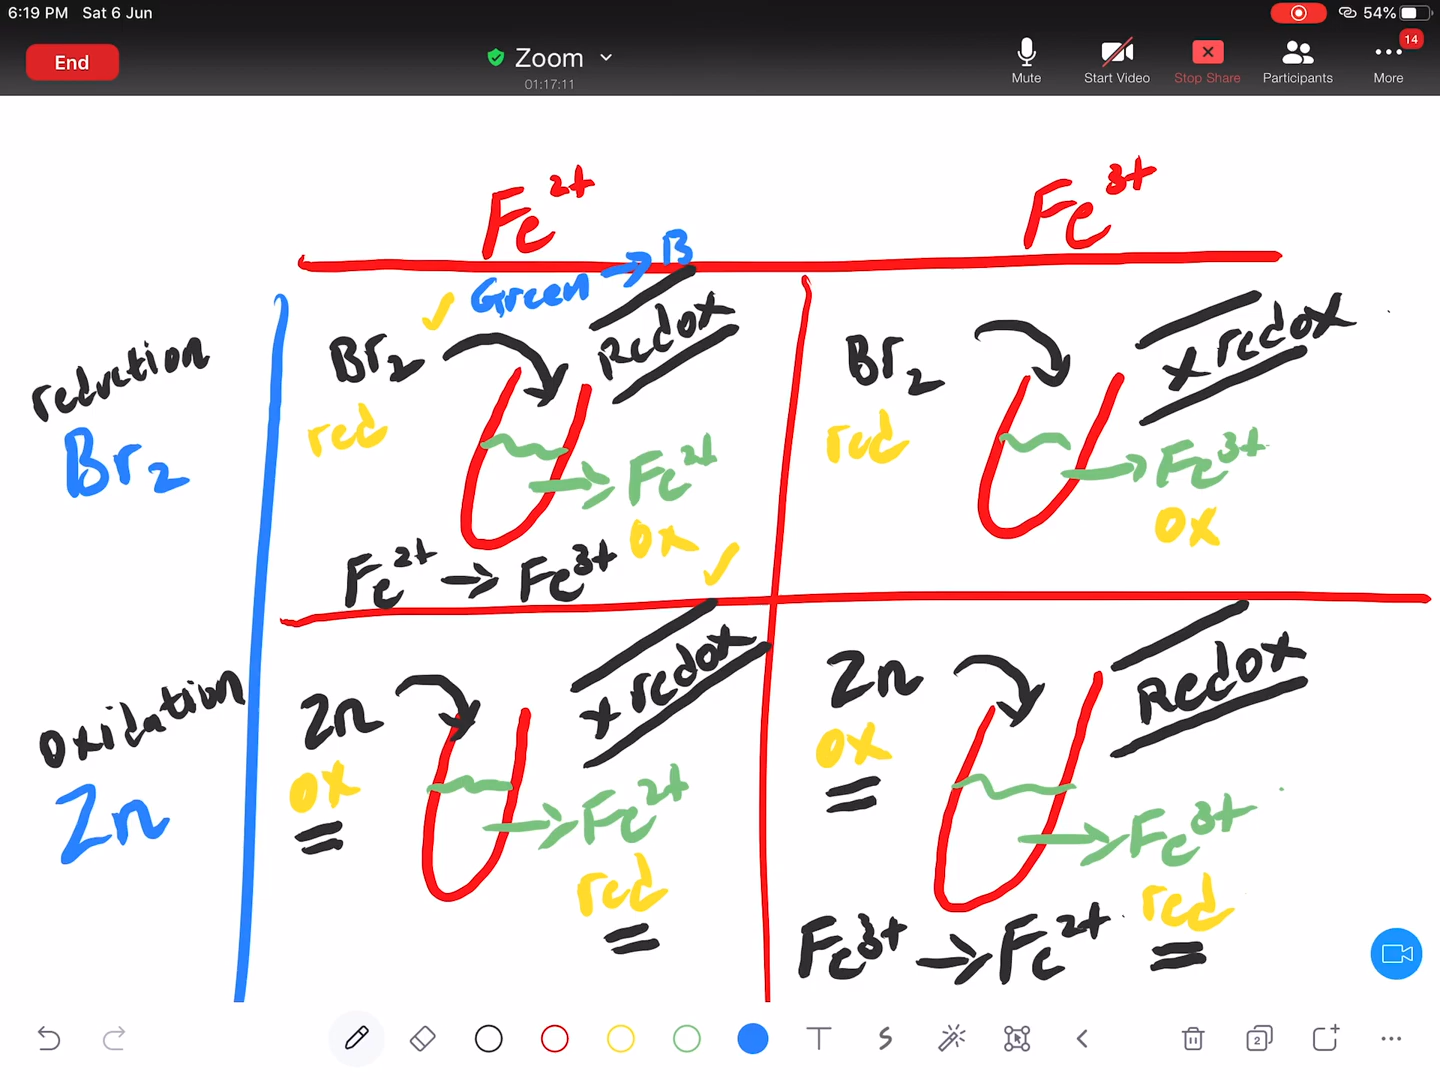 6:19 PM Sat 6 Jun
54%
End
Zoom
01:17:11
Mute
Start Video
Stop Share
Participants
14
More
Fe²⁺
Fe³⁺
Green → B
reduction
Br₂
Br₂
red
Redox
Fe²⁺
ox
Fe²⁺ → Fe³⁺
Br₂
red
x redox
Fe³⁺
ox
oxidation
Zn
Zn
ox
x redox
Fe²⁺
red
Zn
ox
Redox
Fe³⁺
red
Fe³⁺ → Fe²⁺
T
2